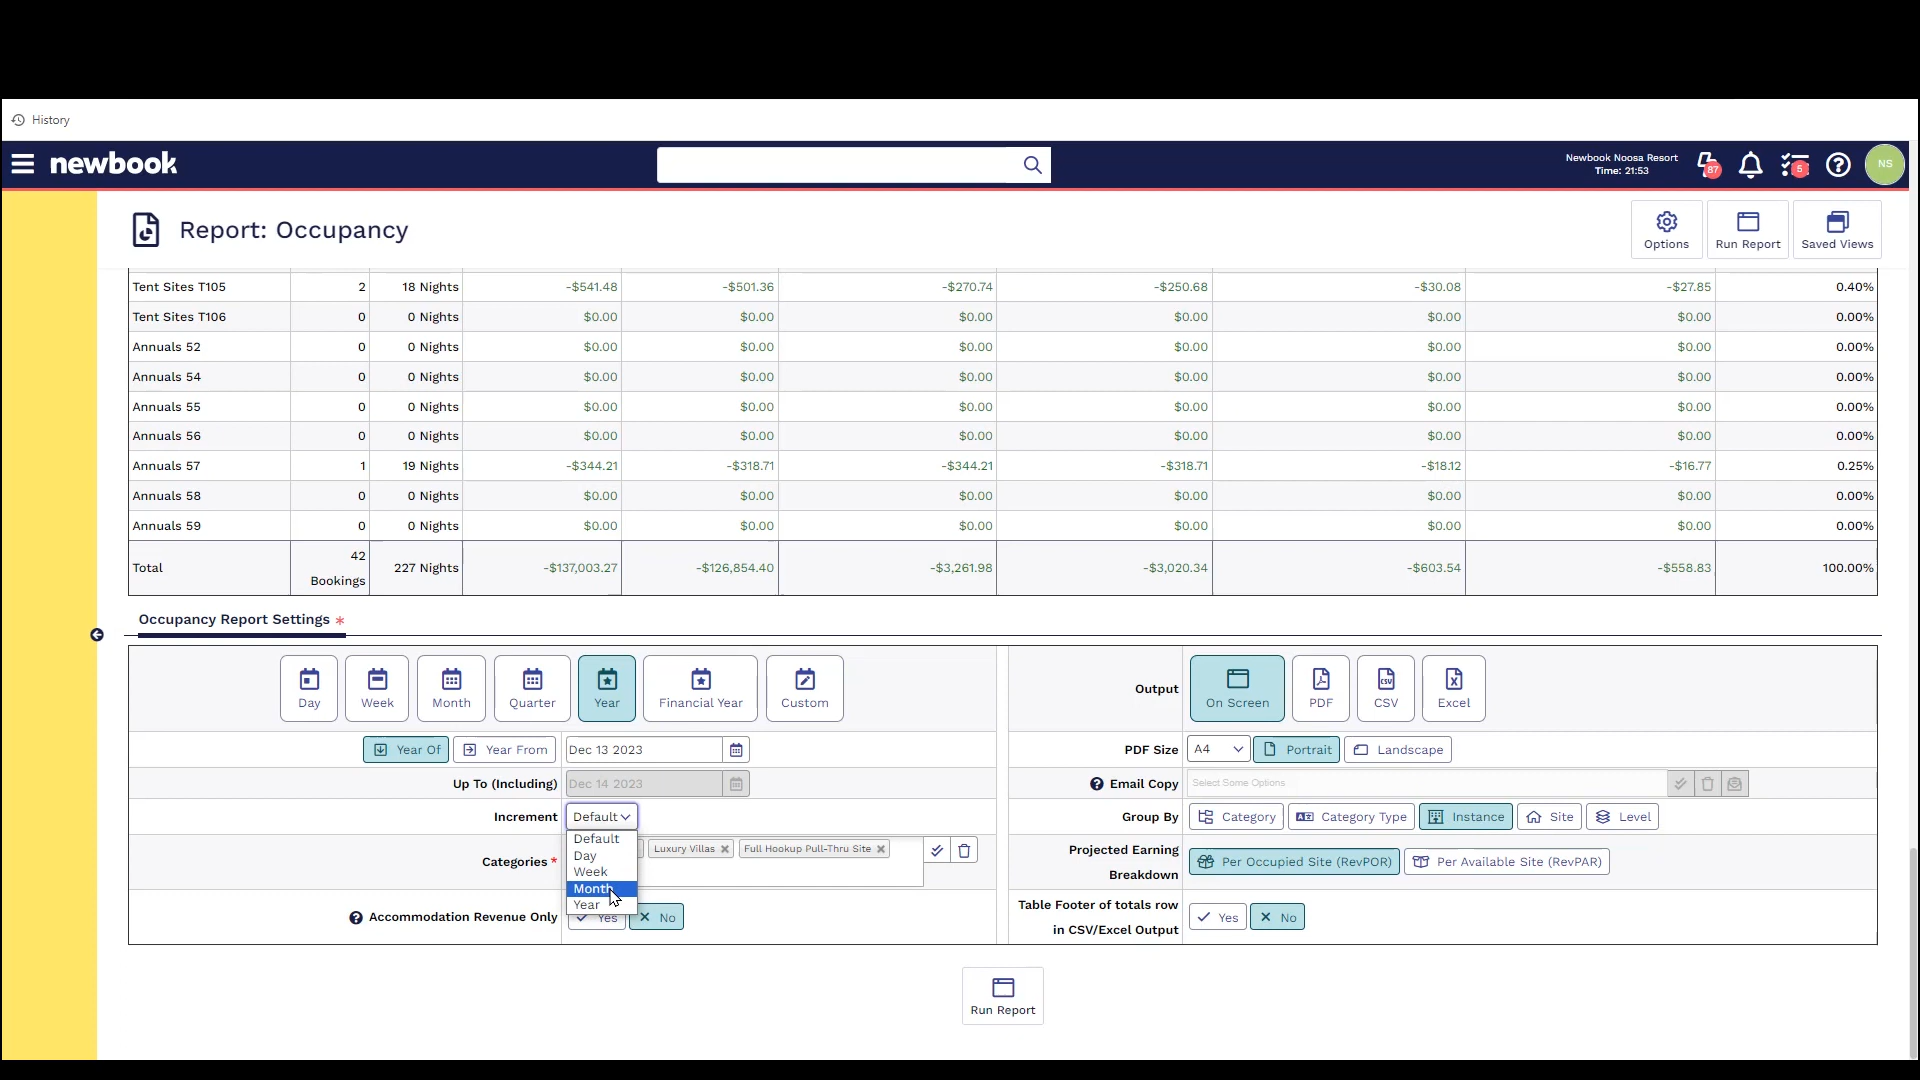 History
newbook
Newbook Noosa Resort
Time: 21:53
87
5
NS
Report: Occupancy
Options
Run Report
Saved Views
Tent Sites T105 2 18 Nights -$541.48 -$501.36 -$270.74 -$250.68 -$30.08 -$27.85 0.40%
Tent Sites T106 0 0 Nights $0.00 $0.00 $0.00 $0.00 $0.00 $0.00 0.00%
Annuals 52 0 0 Nights $0.00 $0.00 $0.00 $0.00 $0.00 $0.00 0.00%
Annuals 54 0 0 Nights $0.00 $0.00 $0.00 $0.00 $0.00 $0.00 0.00%
Annuals 55 0 0 Nights $0.00 $0.00 $0.00 $0.00 $0.00 $0.00 0.00%
Annuals 56 0 0 Nights $0.00 $0.00 $0.00 $0.00 $0.00 $0.00 0.00%
Annuals 57 1 19 Nights -$344.21 -$318.71 -$344.21 -$318.71 -$18.12 -$16.77 0.25%
Annuals 58 0 0 Nights $0.00 $0.00 $0.00 $0.00 $0.00 $0.00 0.00%
Annuals 59 0 0 Nights $0.00 $0.00 $0.00 $0.00 $0.00 $0.00 0.00%
Total 42 Bookings 227 Nights -$137,003.27 -$126,854.40 -$3,261.98 -$3,020.34 -$603.54 -$558.83 100.00%
Occupancy Report Settings *
Day Week Month Quarter Year Financial Year Custom
Year Of Year From Dec 13 2023
Up To (Including) Dec 14 2023
Increment Default
Default
Day
Week
Month
Year
Categories * Luxury Villas Full Hookup Pull-Thru Site
Accommodation Revenue Only Yes No
Output On Screen PDF CSV Excel
PDF Size A4 Portrait Landscape
Email Copy Select Some Options
Group By Category Category Type Instance Site Level
Projected Earning
Breakdown
Per Occupied Site (RevPOR) Per Available Site (RevPAR)
Table Footer of totals row
in CSV/Excel Output
Yes No
Run Report